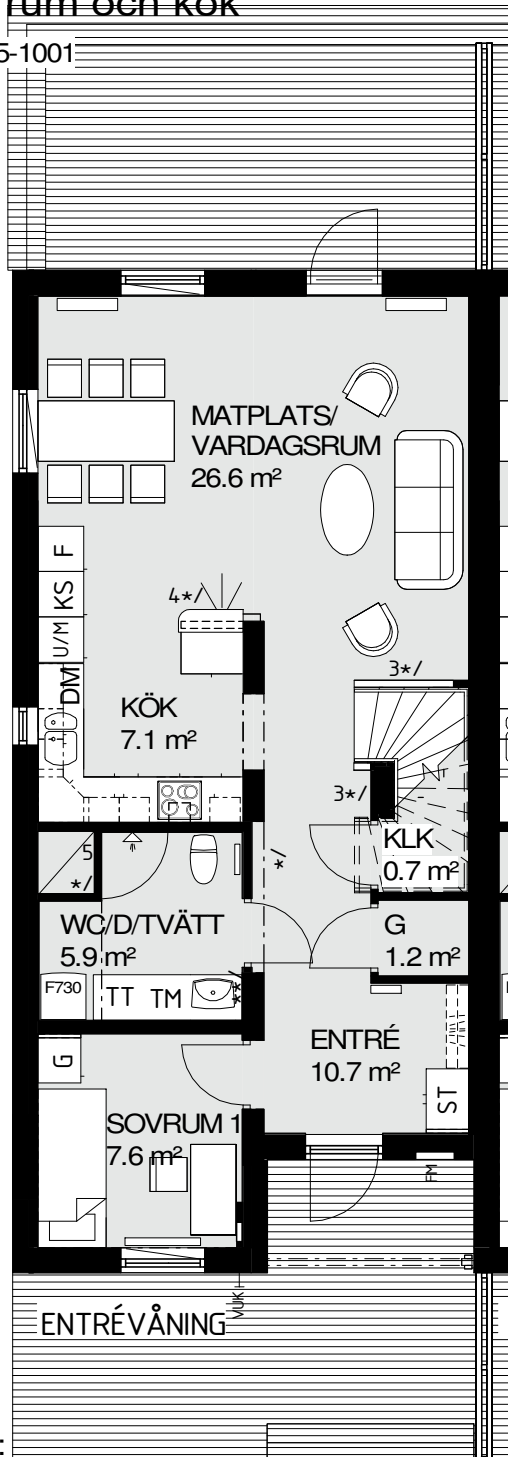 rum och kök
5-1001
MATPLATS/
VARDAGSRUM
26.6 m²
F
KS
U/M
DM
4*/
KÖK
7.1 m²
3*/
3*/
KLK
0.7 m²
5
*/
*/
WC/D/TVÄTT
5.9 m²
G
1.2 m²
F730
TT
TM
**/
ENTRÉ
10.7 m²
G
ST
SOVRUM 1
7.6 m²
FM
VUK
ENTRÉVÅNING